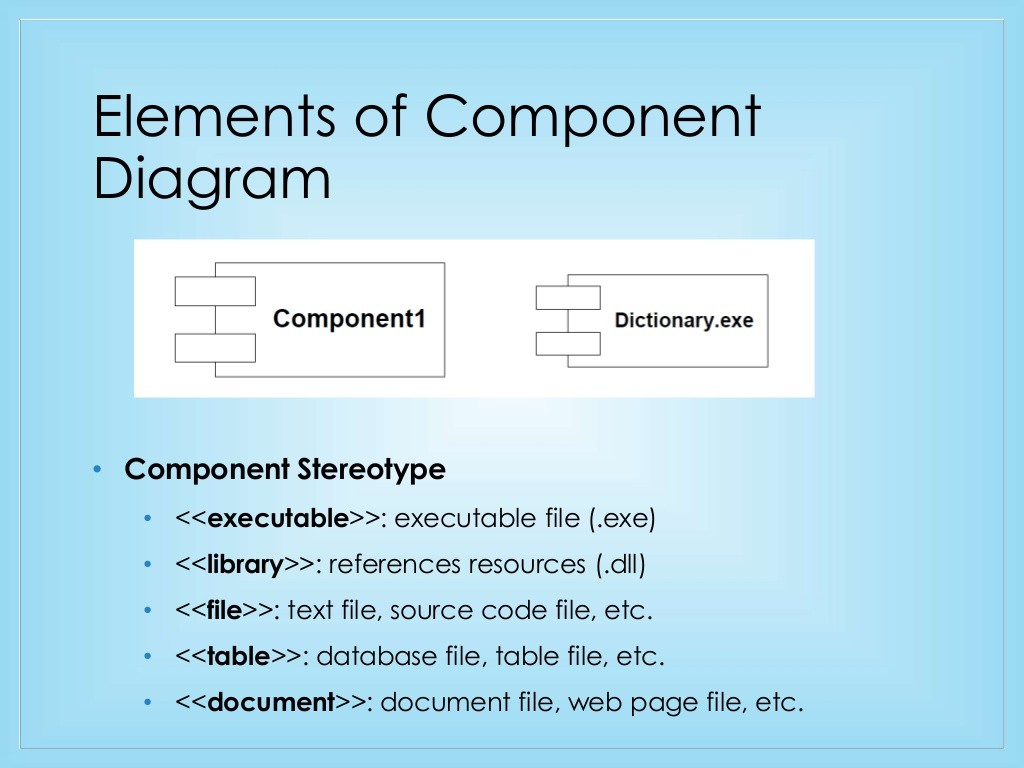 Elements of Component
Diagram
Component1
Dictionary.exe
• Component Stereotype
• <<executable>>: executable file (.exe)
• <<library>>: references resources (.dll)
• <<file>>: text file, source code file, etc.
• <<table>>: database file, table file, etc.
• <<document>>: document file, web page file, etc.